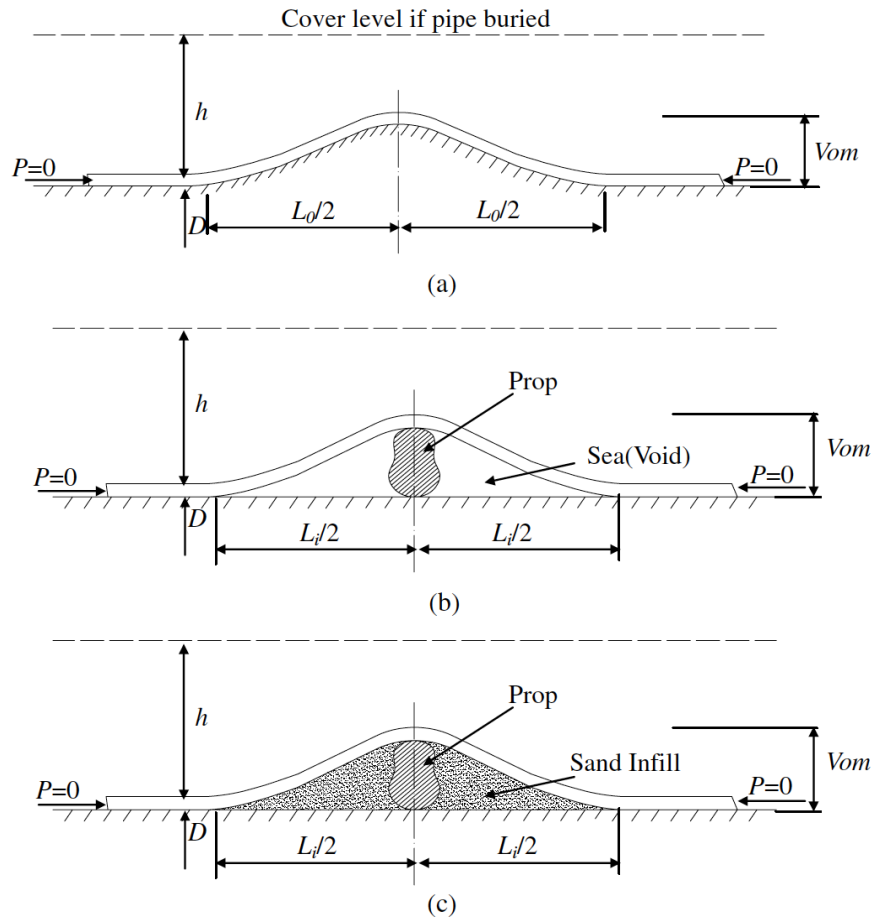 Cover level if pipe buried
h
Vom
P=0
P=0
D
L0/2
L0/2
(a)
Prop
h
Sea(Void)
Vom
P=0
P=0
D
Li/2
Li/2
(b)
Prop
h
Sand Infill
Vom
P=0
P=0
D
Li/2
Li/2
(c)